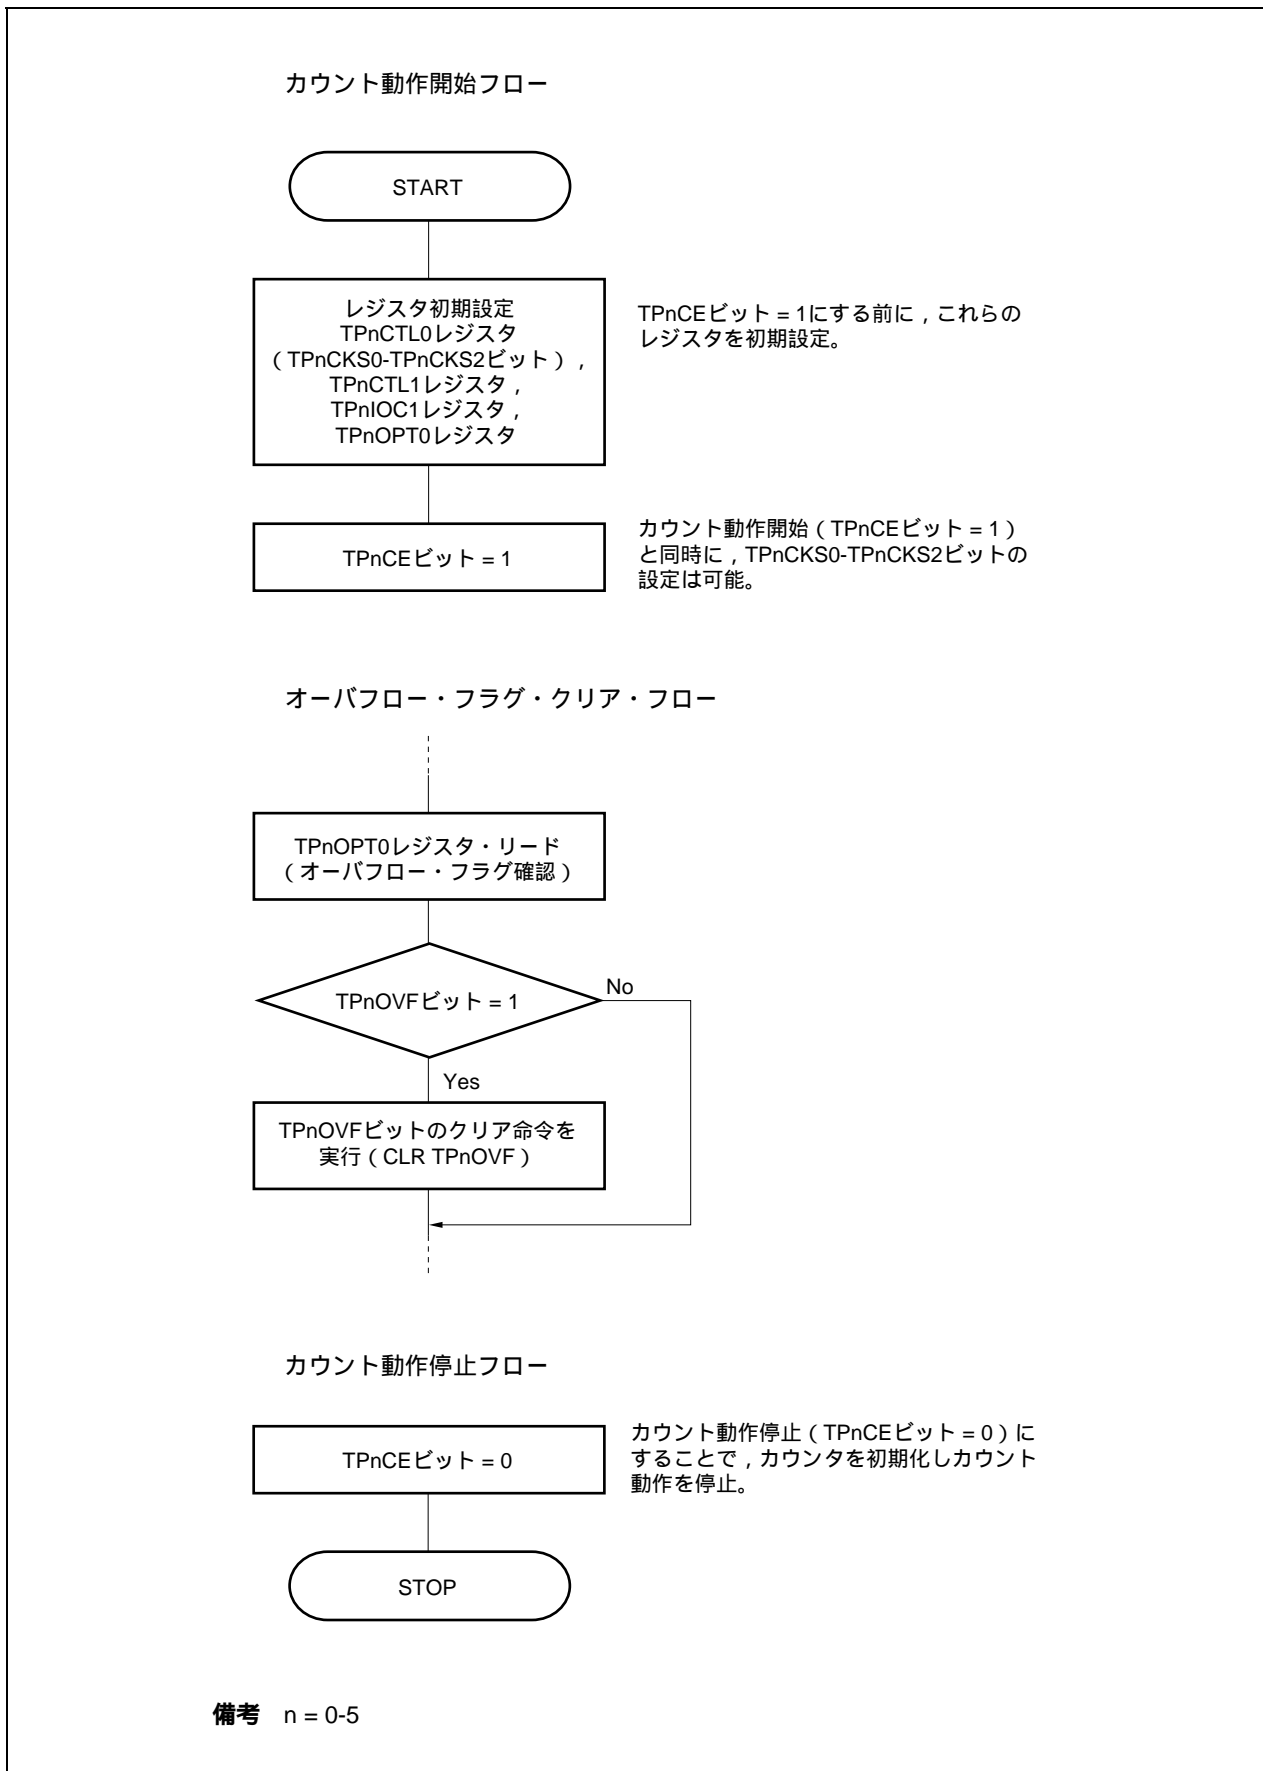 カウント動作開始フロー
START
レジスタ初期設定
TPnCTL0レジスタ
（TPnCKS0-TPnCKS2ビット），
TPnCTL1レジスタ，
TPnIOC1レジスタ，
TPnOPT0レジスタ
TPnCEビット = 1にする前に，これらの
レジスタを初期設定。
TPnCEビット = 1
カウント動作開始（TPnCEビット = 1）
と同時に，TPnCKS0-TPnCKS2ビットの
設定は可能。
オーバフロー・フラグ・クリア・フロー
TPnOPT0レジスタ・リード
（オーバフロー・フラグ確認）
TPnOVFビット = 1
No
Yes
TPnOVFビットのクリア命令を
実行（CLR TPnOVF）
カウント動作停止フロー
TPnCEビット = 0
カウント動作停止（TPnCEビット = 0）に
することで，カウンタを初期化しカウント
動作を停止。
STOP
備考 n = 0-5